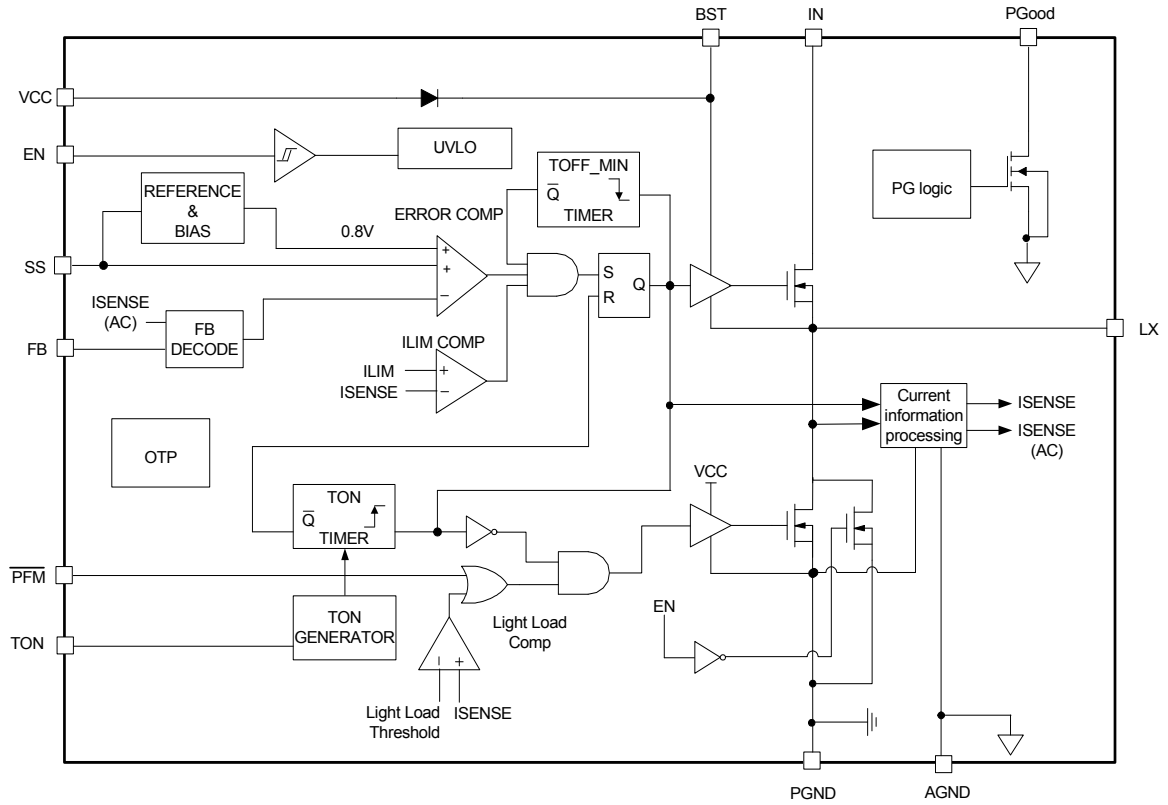 BST
IN
PGood
VCC
EN
UVLO
TOFF_MIN
Q̅
TIMER
REFERENCE
&
BIAS
ERROR COMP
0.8V
PG logic
SS
+
+
−
S
R
Q
ISENSE
(AC)
FB
DECODE
FB
LX
ILIM COMP
ILIM
+
ISENSE
−
Current
information
processing
ISENSE
ISENSE
(AC)
OTP
VCC
TON
Q̅
TIMER
P̅F̅M̅
TON
GENERATOR
Light Load
Comp
EN
TON
−
+
Light Load
Threshold
ISENSE
PGND
AGND